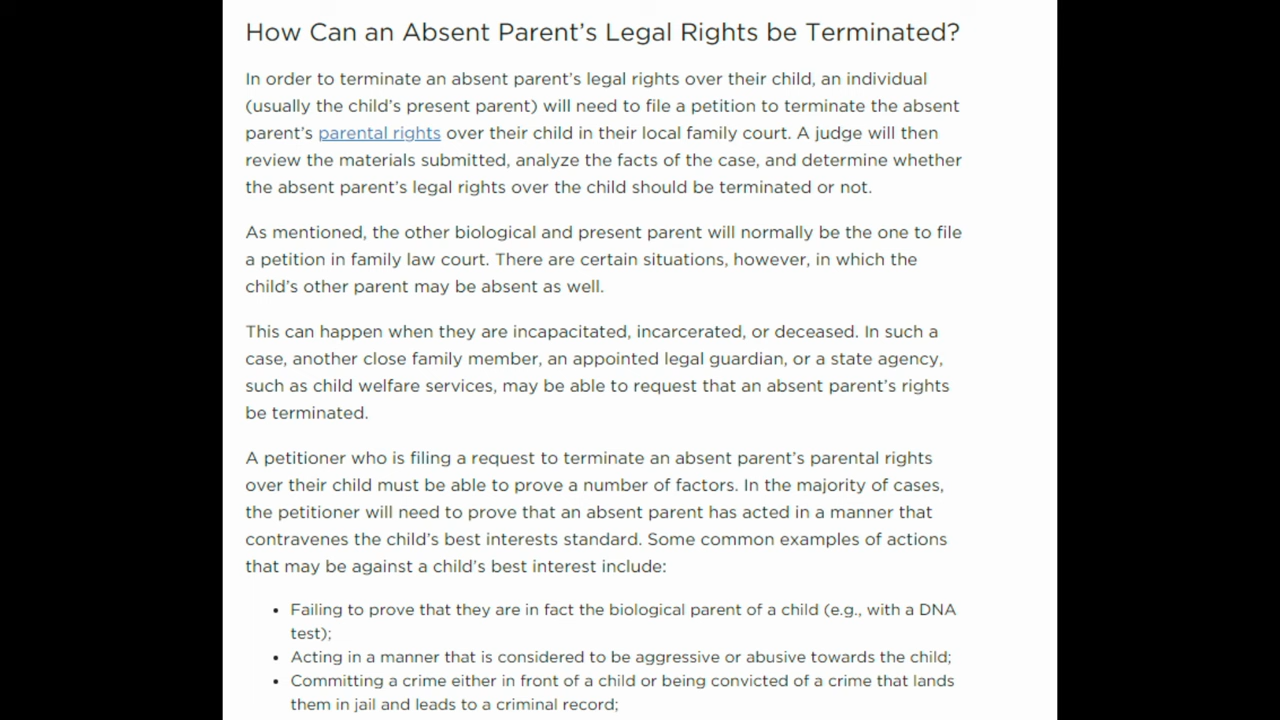 How Can an Absent Parent’s Legal Rights be Terminated?
In order to terminate an absent parent’s legal rights over their child, an individual
(usually the child’s present parent) will need to file a petition to terminate the absent
parent’s parental rights over their child in their local family court. A judge will then
review the materials submitted, analyze the facts of the case, and determine whether
the absent parent’s legal rights over the child should be terminated or not.
As mentioned, the other biological and present parent will normally be the one to file
a petition in family law court. There are certain situations, however, in which the
child’s other parent may be absent as well.
This can happen when they are incapacitated, incarcerated, or deceased. In such a
case, another close family member, an appointed legal guardian, or a state agency,
such as child welfare services, may be able to request that an absent parent’s rights
be terminated.
A petitioner who is filing a request to terminate an absent parent’s parental rights
over their child must be able to prove a number of factors. In the majority of cases,
the petitioner will need to prove that an absent parent has acted in a manner that
contravenes the child’s best interests standard. Some common examples of actions
that may be against a child’s best interest include:
• Failing to prove that they are in fact the biological parent of a child (e.g., with a DNA
test);
• Acting in a manner that is considered to be aggressive or abusive towards the child;
• Committing a crime either in front of a child or being convicted of a crime that lands
them in jail and leads to a criminal record;